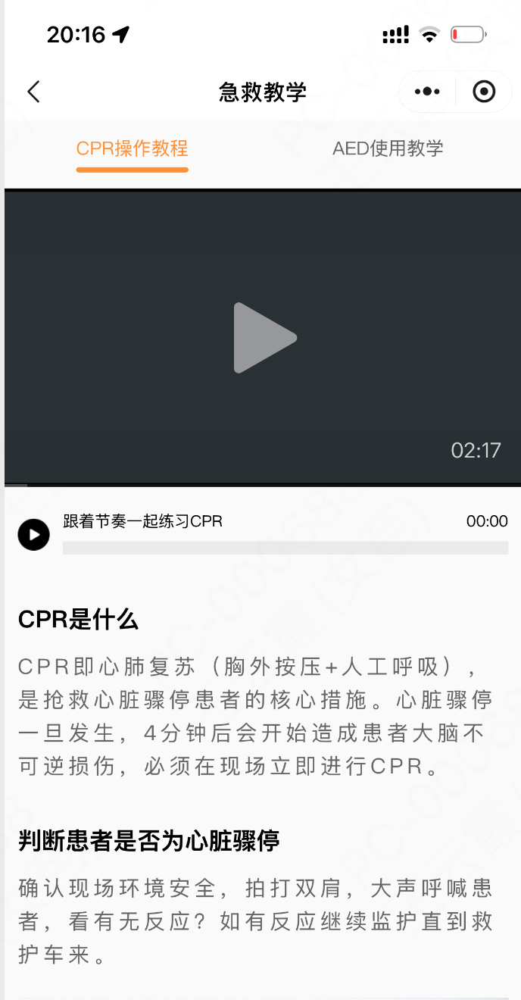 20:16
急救教学
CPR操作教程
AED使用教学
02:17
跟着节奏一起练习CPR
00:00
CPR是什么
CPR即心肺复苏（胸外按压+人工呼吸），
是抢救心脏骤停患者的核心措施。心脏骤停
一旦发生，4分钟后会开始造成患者大脑不
可逆损伤，必须在现场立即进行CPR。
判断患者是否为心脏骤停
确认现场环境安全，拍打双肩，大声呼喊患
者，看有无反应？如有反应继续监护直到救
护车来。